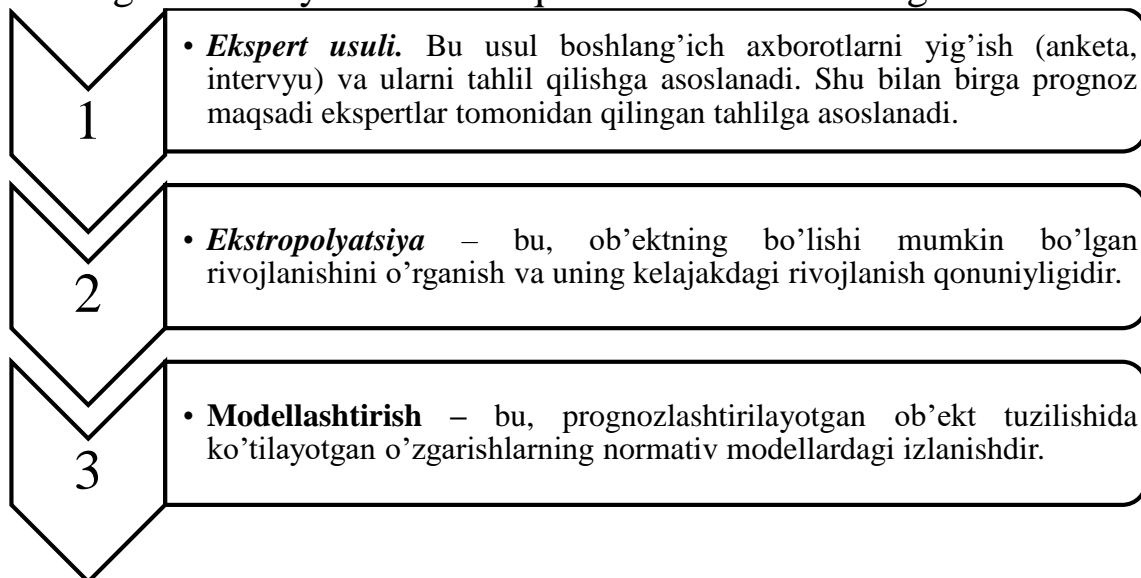 1
• Ekspert usuli. Bu usul boshlang’ich axborotlarni yig’ish (anketa,
intervyu) va ularni tahlil qilishga asoslanadi. Shu bilan birga prognoz
maqsadi ekspertlar tomonidan qilingan tahlilga asoslanadi.
2
• Ekstropolyatsiya – bu, ob’ektning bo’lishi mumkin bo’lgan
rivojlanishini o’rganish va uning kelajakdagi rivojlanish qonuniyligidir.
3
• Modellashtirish – bu, prognozlashtirilayotgan ob’ekt tuzilishida
ko’tilayotgan o’zgarishlarning normativ modellardagi izlanishdir.